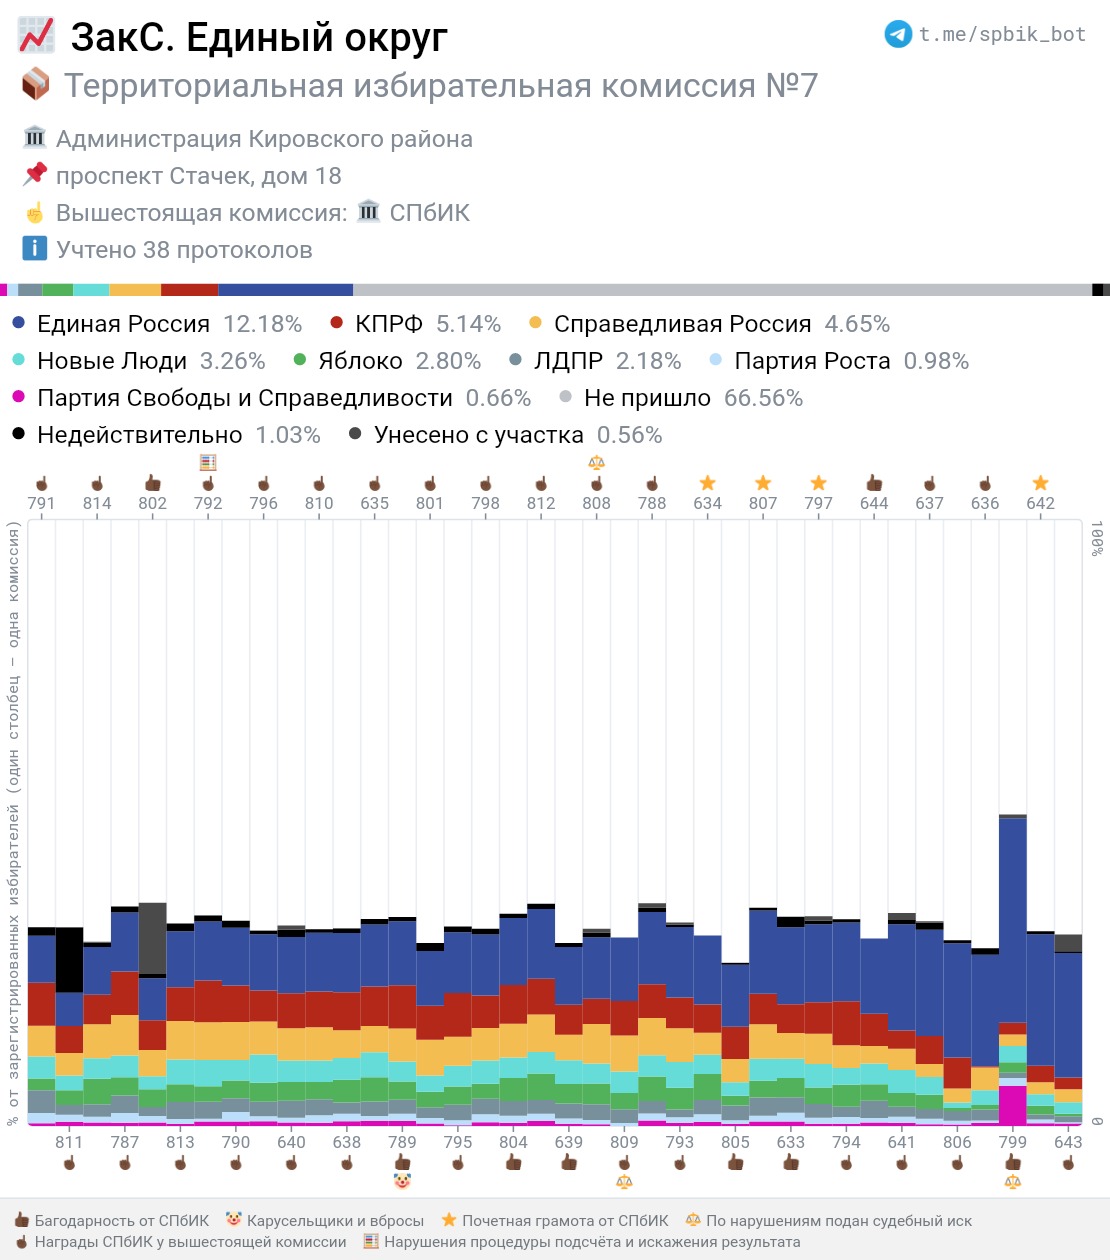 ЗакС. Единый округ
t.me/spbik_bot
Территориальная избирательная комиссия №7
Администрация Кировского района
проспект Стачек, дом 18
Вышестоящая комиссия: СПбИК
Учтено 38 протоколов
Единая Россия 12.18% КПРФ 5.14% Справедливая Россия 4.65%
Новые Люди 3.26% Яблоко 2.80% ЛДПР 2.18% Партия Роста 0.98%
Партия Свободы и Справедливости 0.66% Не пришло 66.56%
Недействительно 1.03% Унесено с участка 0.56%
791 814 802 792 796 810 635 801 798 812 808 788 634 807 797 644 637 636 642
% от зарегистрированных избирателей (один столбец — одна комиссия)
100%
0
811 787 813 790 640 638 789 795 804 639 809 793 805 633 794 641 806 799 643
Багодарность от СПбИК Карусельщики и вбросы Почетная грамота от СПбИК По нарушениям подан судебный иск
Награды СПбИК у вышестоящей комиссии Нарушения процедуры подсчёта и искажения результата